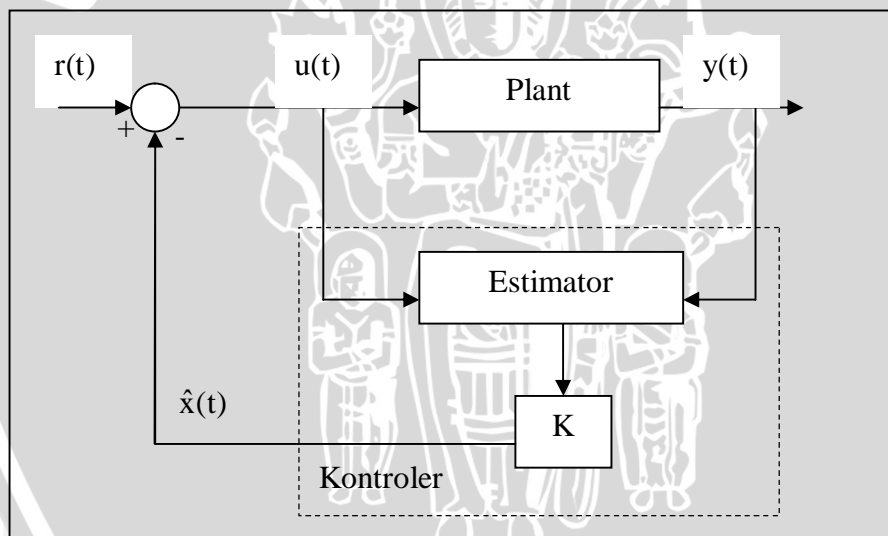 r(t)
u(t)
Plant
y(t)
+
-
Estimator
x̂(t)
K
Kontroler